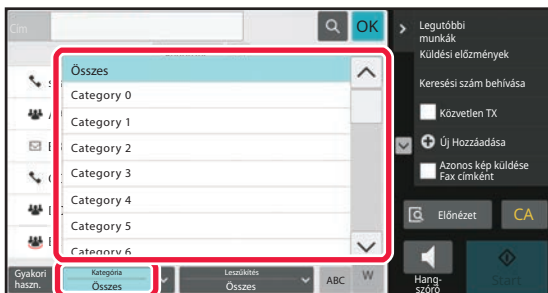 Cím
OK
Összes
Category 0
Category 1
Category 2
Category 3
Category 4
Category 5
Category 6
Gyakori
haszn.
Kategória
Összes
Leszűkítés
Összes
ABC
W
Legutóbbi
munkák
Küldési előzmények
Keresési szám behívása
Közvetlen TX
Új Hozzáadása
Azonos kép küldése
Fax címként
Előnézet
CA
Hang-
szóró
Start